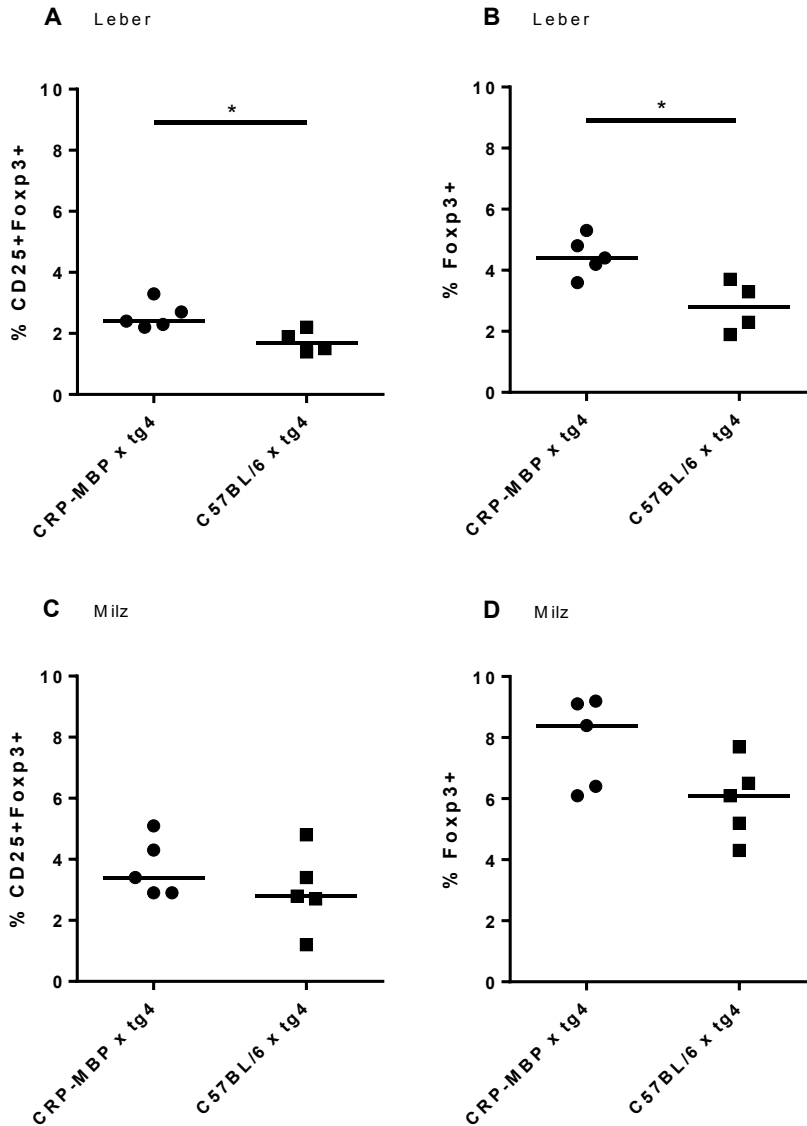 A Leber
% CD25+Foxp3+
10
8
6
4
2
0
*
CRP-MBP x tg4
C57BL/6 x tg4
B Leber
% Foxp3+
10
8
6
4
2
0
*
CRP-MBP x tg4
C57BL/6 x tg4
C Milz
% CD25+Foxp3+
10
8
6
4
2
0
CRP-MBP x tg4
C57BL/6 x tg4
D Milz
% Foxp3+
10
8
6
4
2
0
CRP-MBP x tg4
C57BL/6 x tg4